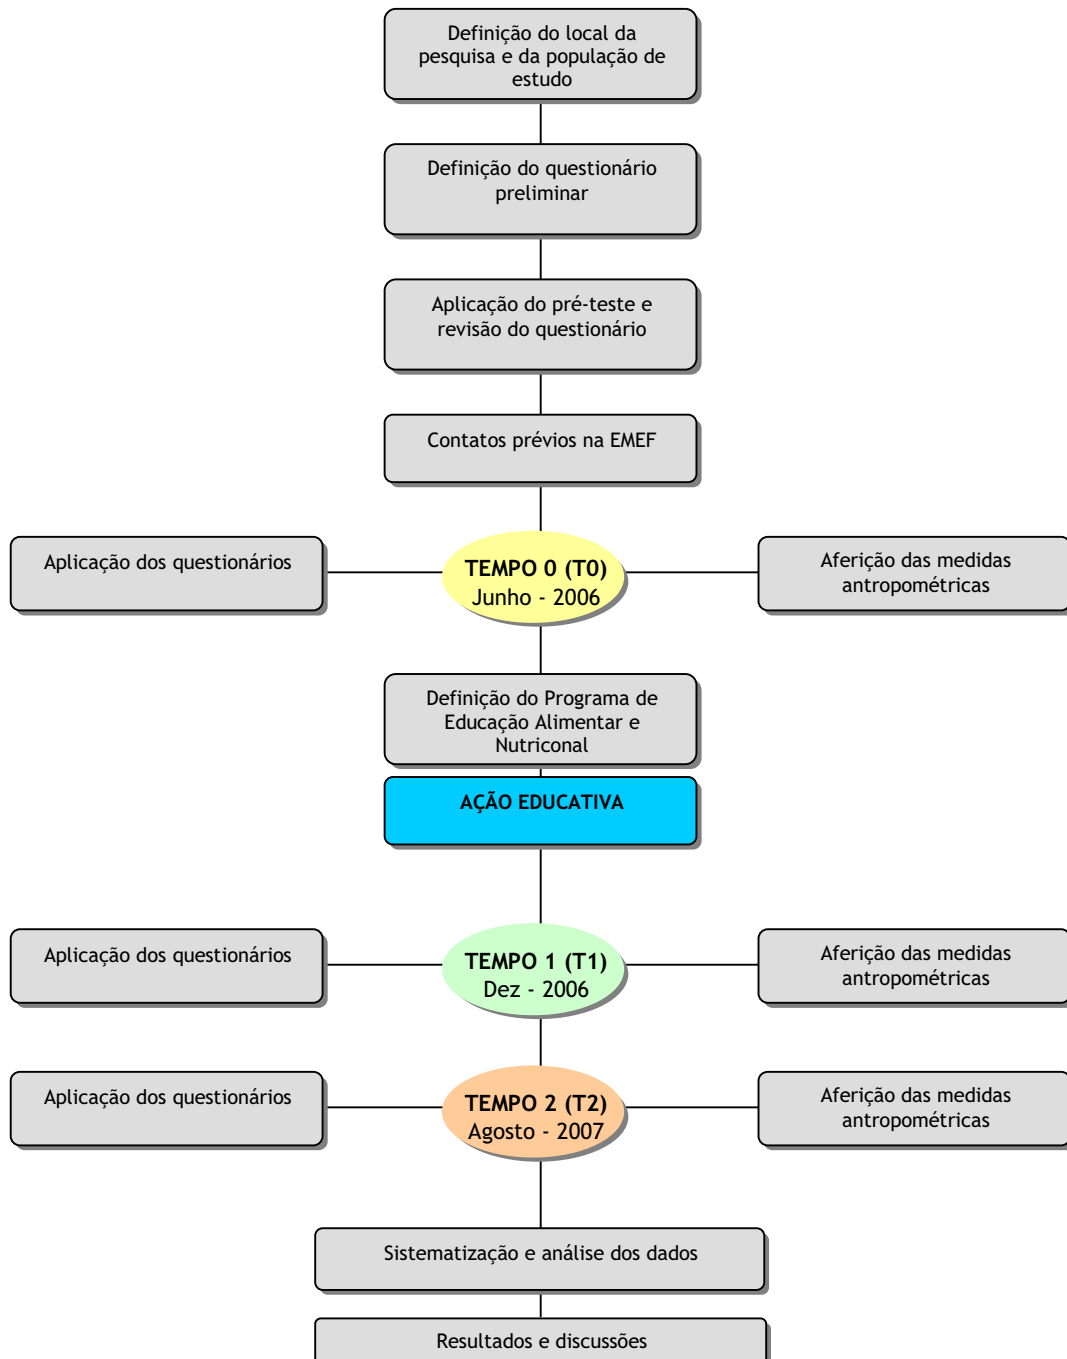 Definição do local da
pesquisa e da população de
estudo
Definição do questionário
preliminar
Aplicação do pré-teste e
revisão do questionário
Contatos prévios na EMEF
Aplicação dos questionários
TEMPO 0 (T0)
Junho - 2006
Aferição das medidas
antropométricas
Definição do Programa de
Educação Alimentar e
Nutriconal
AÇÃO EDUCATIVA
Aplicação dos questionários
TEMPO 1 (T1)
Dez - 2006
Aferição das medidas
antropométricas
Aplicação dos questionários
TEMPO 2 (T2)
Agosto - 2007
Aferição das medidas
antropométricas
Sistematização e análise dos dados
Resultados e discussões